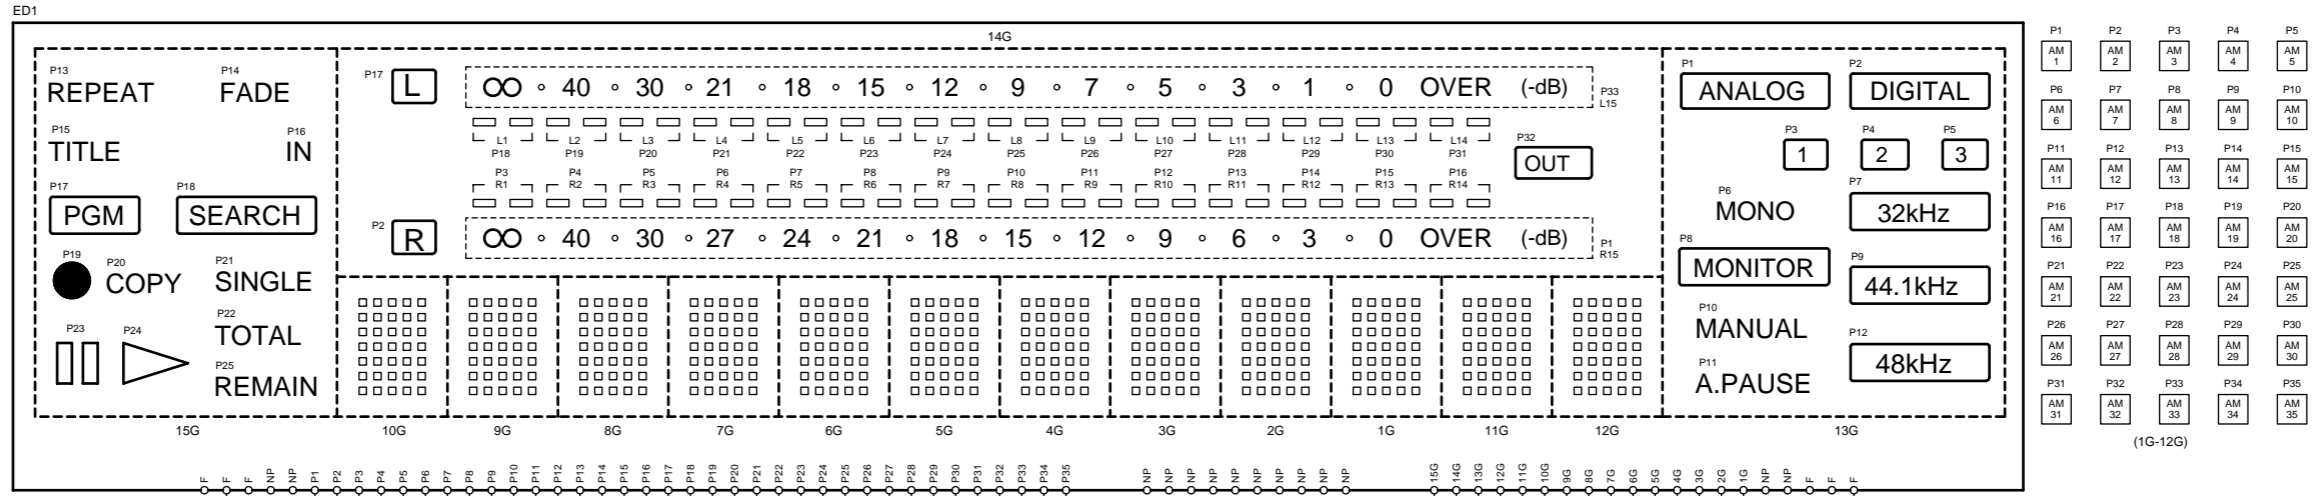 ED1
14G
P13 P14
REPEAT FADE
P15 P16
TITLE IN
P17 P18
PGM SEARCH
P19 P20 P21
COPY SINGLE
P22
TOTAL
P23 P24 P25
REMAIN
P17 L
∞ 40 30 21 18 15 12 9 7 5 3 1 0 OVER (-dB)
P33
L15
L1 L2 L3 L4 L5 L6 L7 L8 L9 L10 L11 L12 L13 L14
P18 P19 P20 P21 P22 P23 P24 P25 P26 P27 P28 P29 P30 P31
P32
OUT
P3 P4 P5 P6 P7 P8 P9 P10 P11 P12 P13 P14 P15 P16
R1 R2 R3 R4 R5 R6 R7 R8 R9 R10 R11 R12 R13 R14
P2 R
∞ 40 30 27 24 21 18 15 12 9 6 3 0 OVER (-dB)
P1
R15
P1 P2
ANALOG DIGITAL
P3 P4 P5
1 2 3
P6 P7
MONO 32kHz
P8 P9
MONITOR 44.1kHz
P10
MANUAL
P11 P12
A.PAUSE 48kHz
15G 10G 9G 8G 7G 6G 5G 4G 3G 2G 1G 11G 12G 13G
P1 P2 P3 P4 P5
AM AM AM AM AM
1 2 3 4 5
P6 P7 P8 P9 P10
AM AM AM AM AM
6 7 8 9 10
P11 P12 P13 P14 P15
AM AM AM AM AM
11 12 13 14 15
P16 P17 P18 P19 P20
AM AM AM AM AM
16 17 18 19 20
P21 P22 P23 P24 P25
AM AM AM AM AM
21 22 23 24 25
P26 P27 P28 P29 P30
AM AM AM AM AM
26 27 28 29 30
P31 P32 P33 P34 P35
AM AM AM AM AM
31 32 33 34 35
(1G-12G)
F F F NP NP P1 P2 P3 P4 P5 P6 P7 P8 P9 P10 P11 P12 P13 P14 P15 P16 P17 P18 P19 P20 P21 P22 P23 P24 P25 P26 P27 P28 P29 P30 P31 P32 P33 P34 P35 NP NP NP NP NP NP NP NP NP NP 15G 14G 13G 12G 11G 10G 9G 8G 7G 6G 5G 4G 3G 2G 1G NP NP F F F